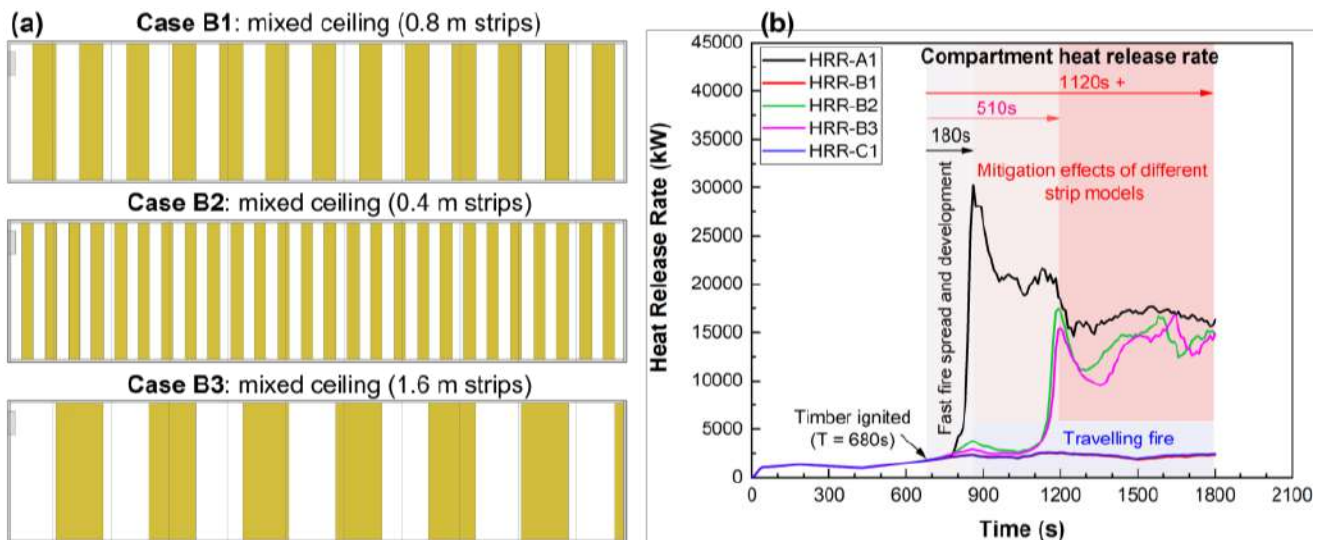 (a)
Case B1: mixed ceiling (0.8 m strips)
Case B2: mixed ceiling (0.4 m strips)
Case B3: mixed ceiling (1.6 m strips)
(b)
Compartment heat release rate
HRR-A1
HRR-B1
HRR-B2
HRR-B3
HRR-C1
1120s +
510s
180s
Mitigation effects of different
strip models
Fast fire spread and development
Timber ignited
(T = 680s)
Travelling fire
Heat Release Rate (kW)
45000
40000
35000
30000
25000
20000
15000
10000
5000
0
0 300 600 900 1200 1500 1800 2100
Time (s)